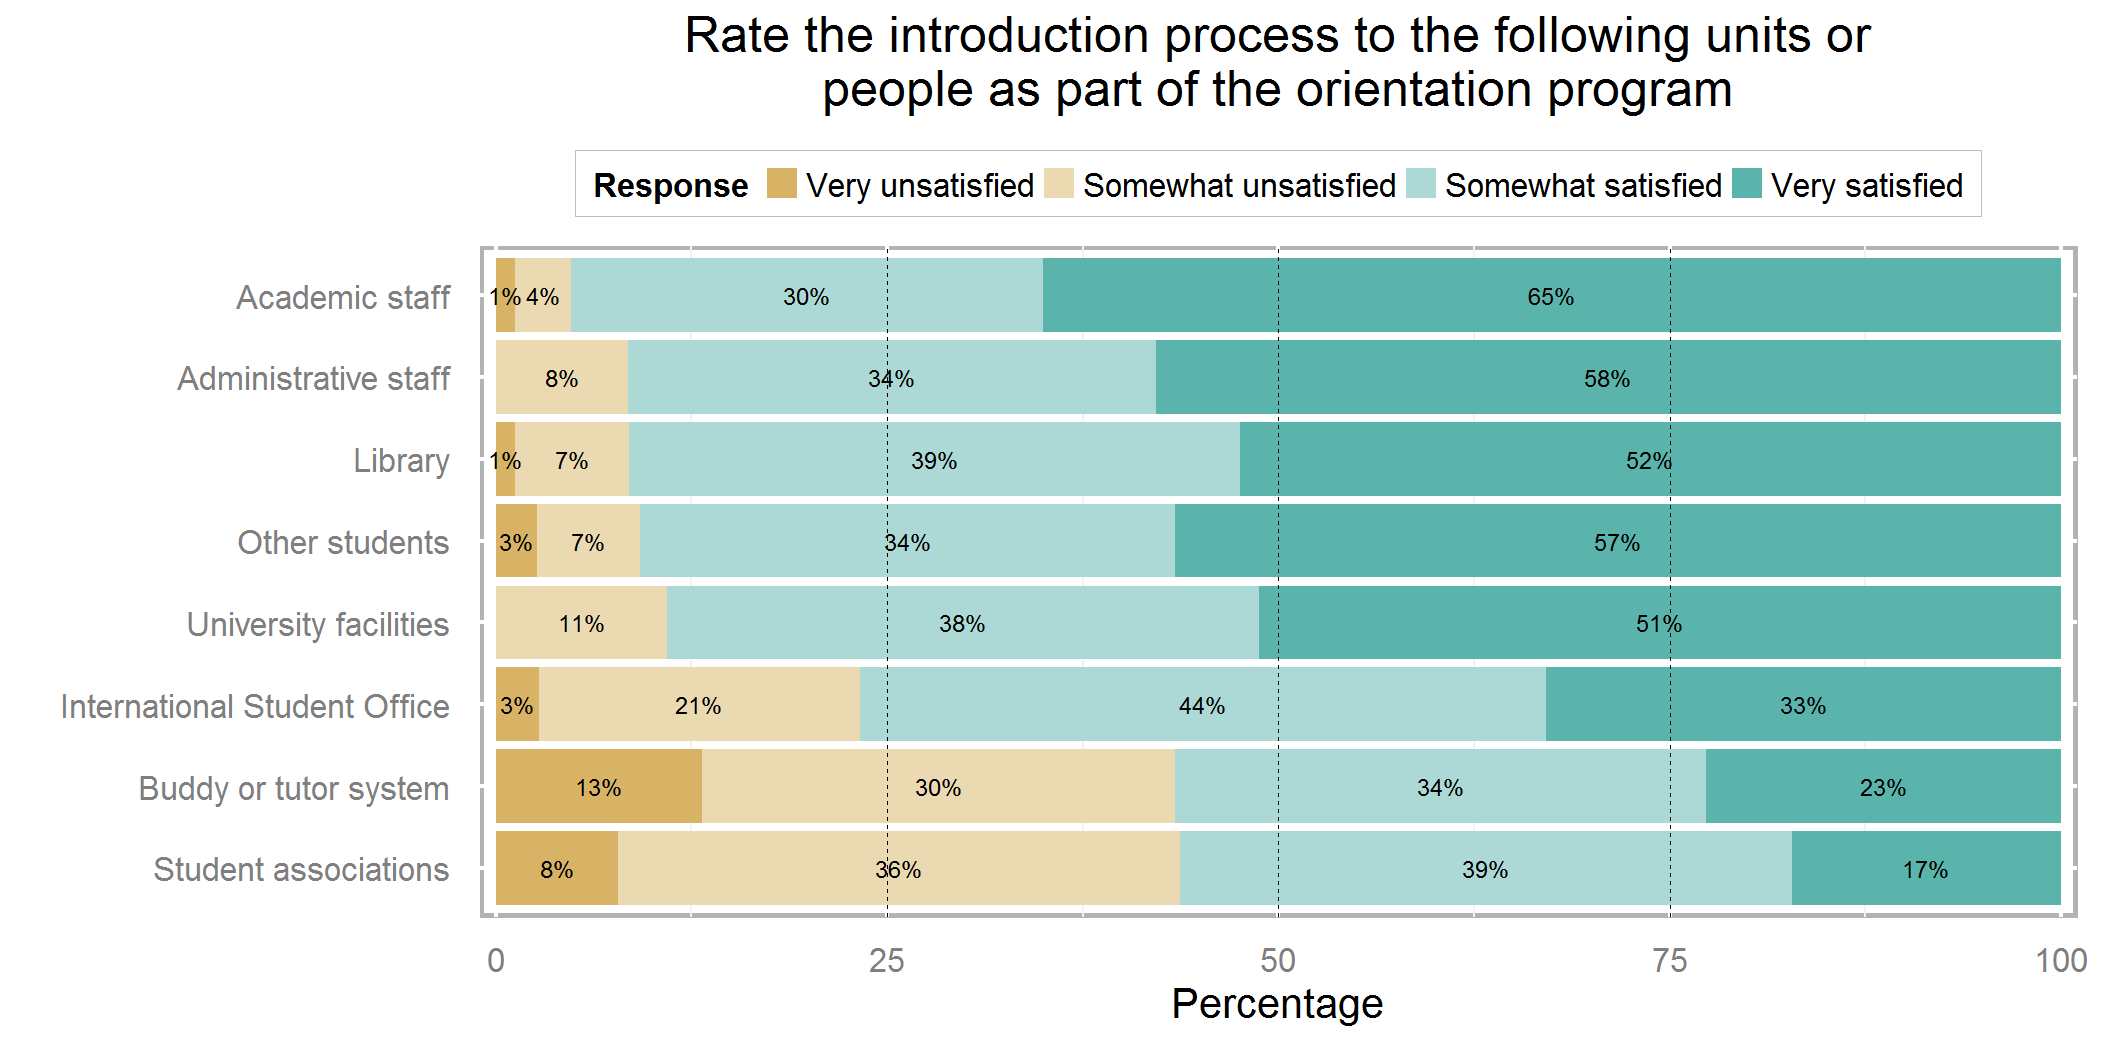 Rate the introduction process to the following units or
people as part of the orientation program
Response Very unsatisfied Somewhat unsatisfied Somewhat satisfied Very satisfied
Academic staff 1% 4% 30% 65%
Administrative staff 8% 34% 58%
Library 1% 7% 39% 52%
Other students 3% 7% 34% 57%
University facilities 11% 38% 51%
International Student Office 3% 21% 44% 33%
Buddy or tutor system 13% 30% 34% 23%
Student associations 8% 36% 39% 17%
0 25 50 75 100
Percentage